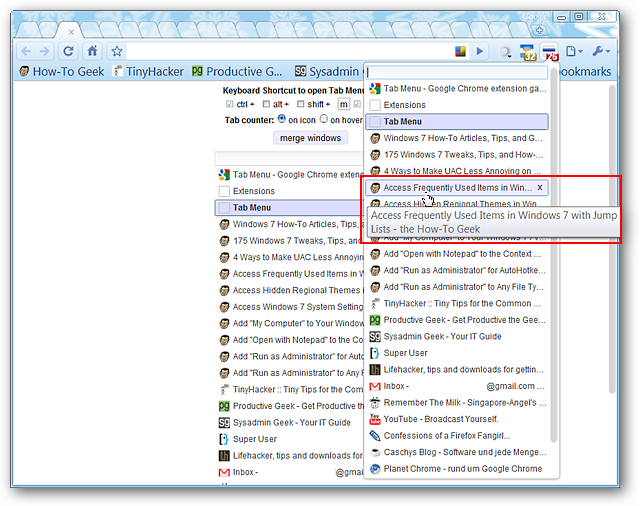 32
76
How-To Geek TinyHacker Productive G... Sysadmin bookmarks
Keyboard Shortcut to open Tab Menu
ctrl + alt + shift + m
Tab counter: on icon on hover
merge windows
Tab Menu - Google Chrome exten
Extensions
Tab Menu
Windows 7 How-To Articles, Tips,
175 Windows 7 Tweaks, Tips, and
4 Ways to Make UAC Less Annoyin
Access Frequently Used Items in W
Access Hidden Regional Themes i
Access Windows 7 System Setting
Add "My Computer" to Your Window
Add "Open with Notepad" to the Cont
Add "Run as Administrator" for Auto
Add "Run as Administrator" to Any F
TinyHacker :: Tiny Tips for the Com
Productive Geek - Get Productive th
Sysadmin Geek - Your IT Guide
Super User
Lifehacker, tips and downloads for
Inbox - @gma
Tab Menu - Google Chrome extension ga...
Extensions
Tab Menu
Windows 7 How-To Articles, Tips, and G...
175 Windows 7 Tweaks, Tips, and How-...
4 Ways to Make UAC Less Annoying on ...
Access Frequently Used Items in Win... x
Access Hidden Regional Themes in Win...
Access Frequently Used Items in Windows 7 with Jump
Lists - the How-To Geek
Add "My Computer" to Your Windows 7 T...
Add "Open with Notepad" to the Context ...
Add "Run as Administrator" for AutoHotke...
Add "Run as Administrator" to Any File Ty...
TinyHacker :: Tiny Tips for the Common ...
Productive Geek - Get Productive the Gee...
Sysadmin Geek - Your IT Guide
Super User
Lifehacker, tips and downloads for gettin...
Inbox - @gmail.com ...
Remember The Milk - Singapore-Angel's ...
YouTube - Broadcast Yourself.
Confessions of a Firefox Fangirl...
Caschys Blog - Software und jede Menge...
Planet Chrome - rund um Google Chrome